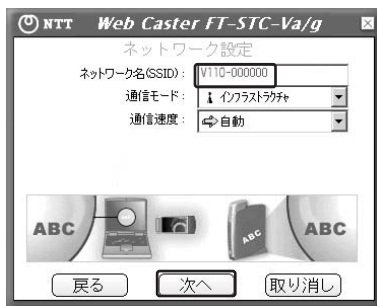 NTT Web Caster FT-STC-Va/g
ネットワーク設定
ネットワーク名(SSID): V110-000000
通信モード: インフラストラクチャ
通信速度: 自動
ABC ABC ABC
戻る 次へ 取り消し